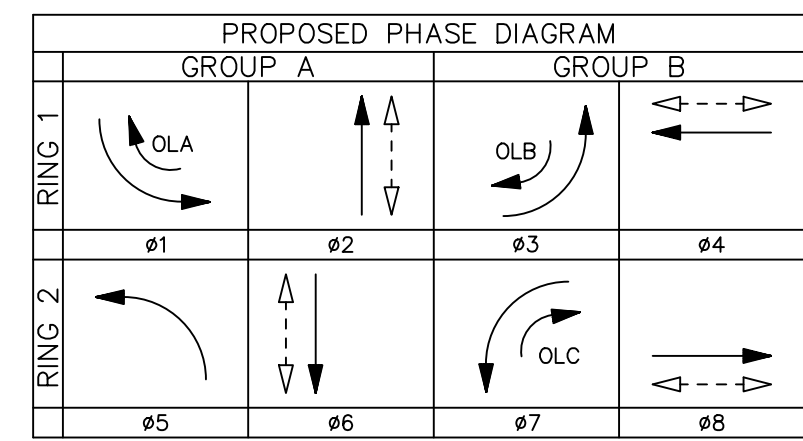 PROPOSED PHASE DIAGRAM
GROUP A GROUP B
RING 1
OLA
OLB
ø1 ø2 ø3 ø4
RING 2
OLC
ø5 ø6 ø7 ø8